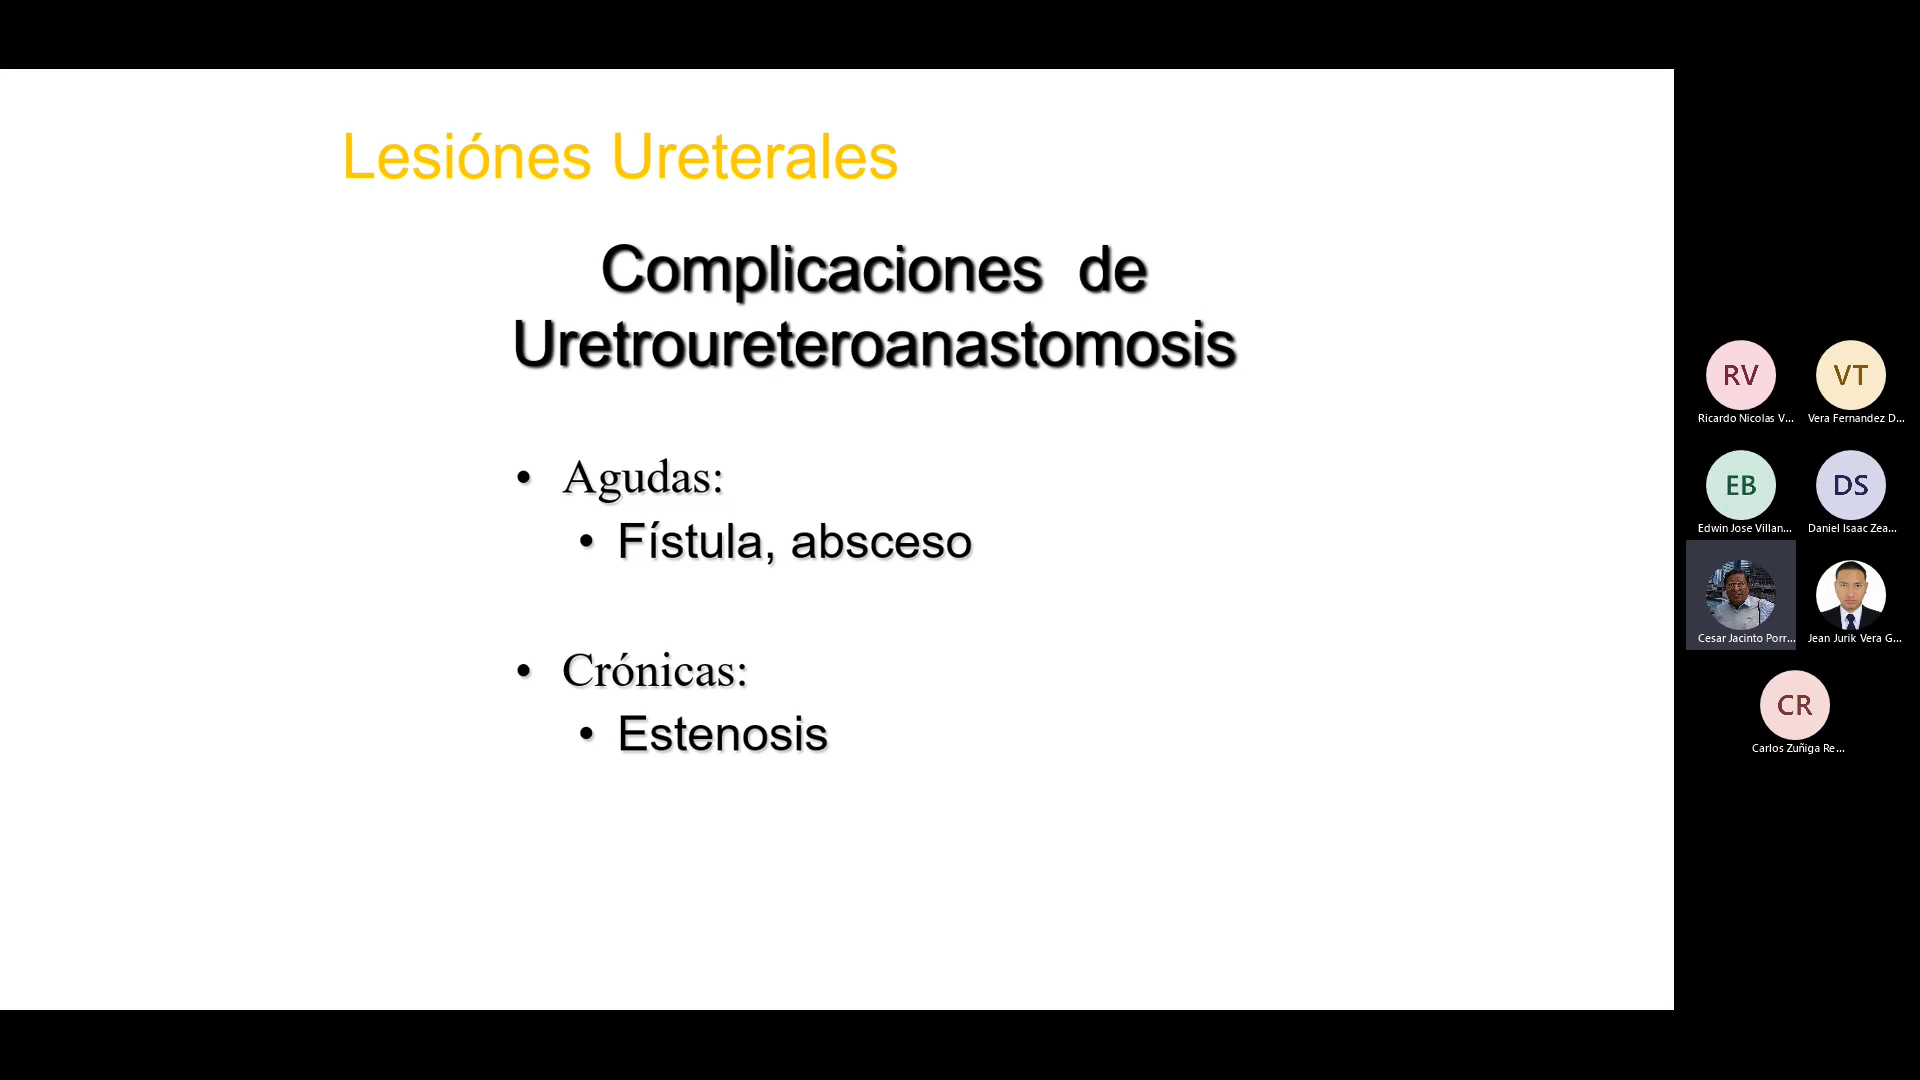 Lesiónes Ureterales
Complicaciones de
Uretroureteroanastomosis
• Agudas:
• Fístula, absceso
• Crónicas:
• Estenosis
RV
VT
Ricardo Nicolas V...
Vera Fernandez D...
EB
DS
Edwin Jose Villan...
Daniel Isaac Zea...
Cesar Jacinto Porr...
Jean Jurik Vera G...
CR
Carlos Zuñiga Re...